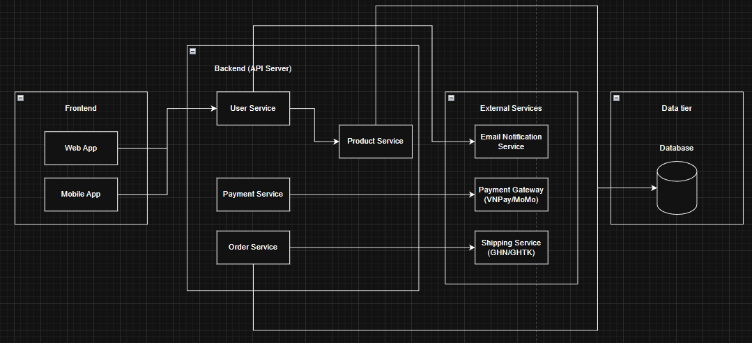 Backend (API Server)
Frontend
Web App
Mobile App
User Service
Product Service
Payment Service
Order Service
External Services
Email Notification
Service
Payment Gateway
(VNPay/MoMo)
Shipping Service
(GHN/GHTK)
Data tier
Database